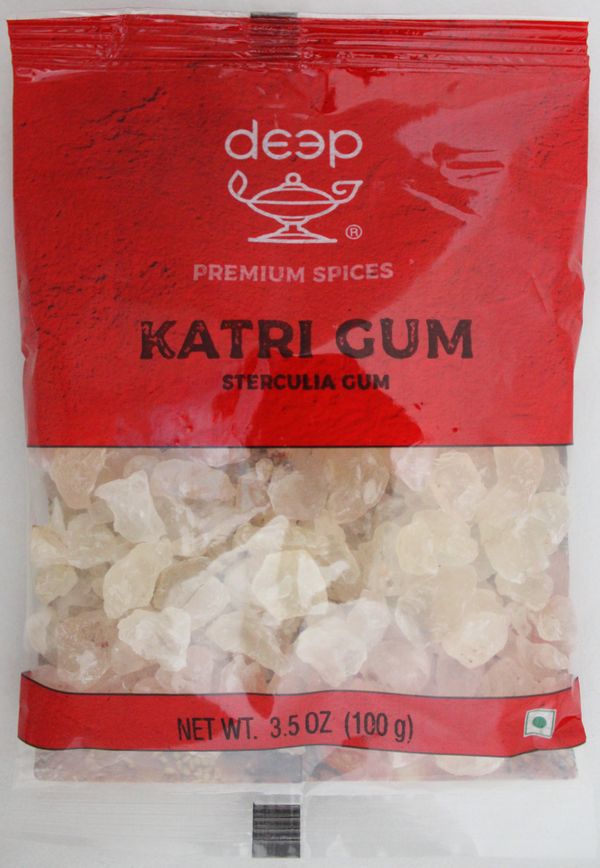 deep
®
PREMIUM SPICES
KATRI GUM
STERCULIA GUM
NET WT. 3.5 OZ (100 g)